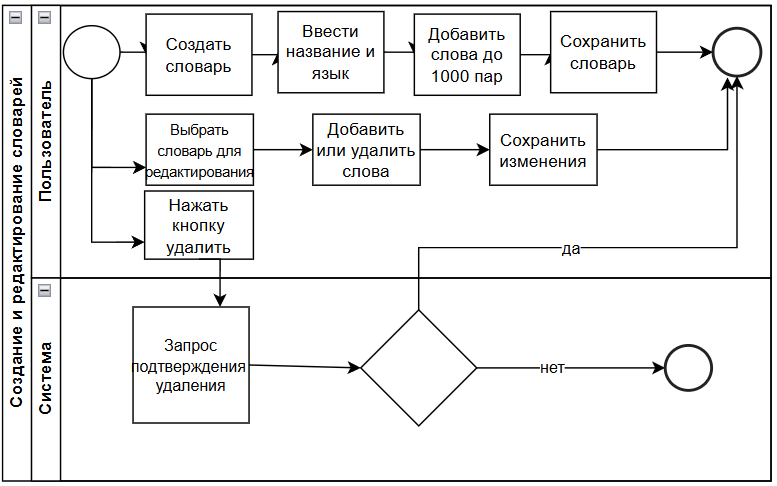 Создание и редактирование словарей
Пользователь
Создать
словарь
Ввести
название и
язык
Добавить
слова до
1000 пар
Сохранить
словарь
Выбрать
словарь для
редактирования
Добавить
или удалить
слова
Сохранить
изменения
Нажать
кнопку
удалить
да
Система
Запрос
подтверждения
удаления
нет